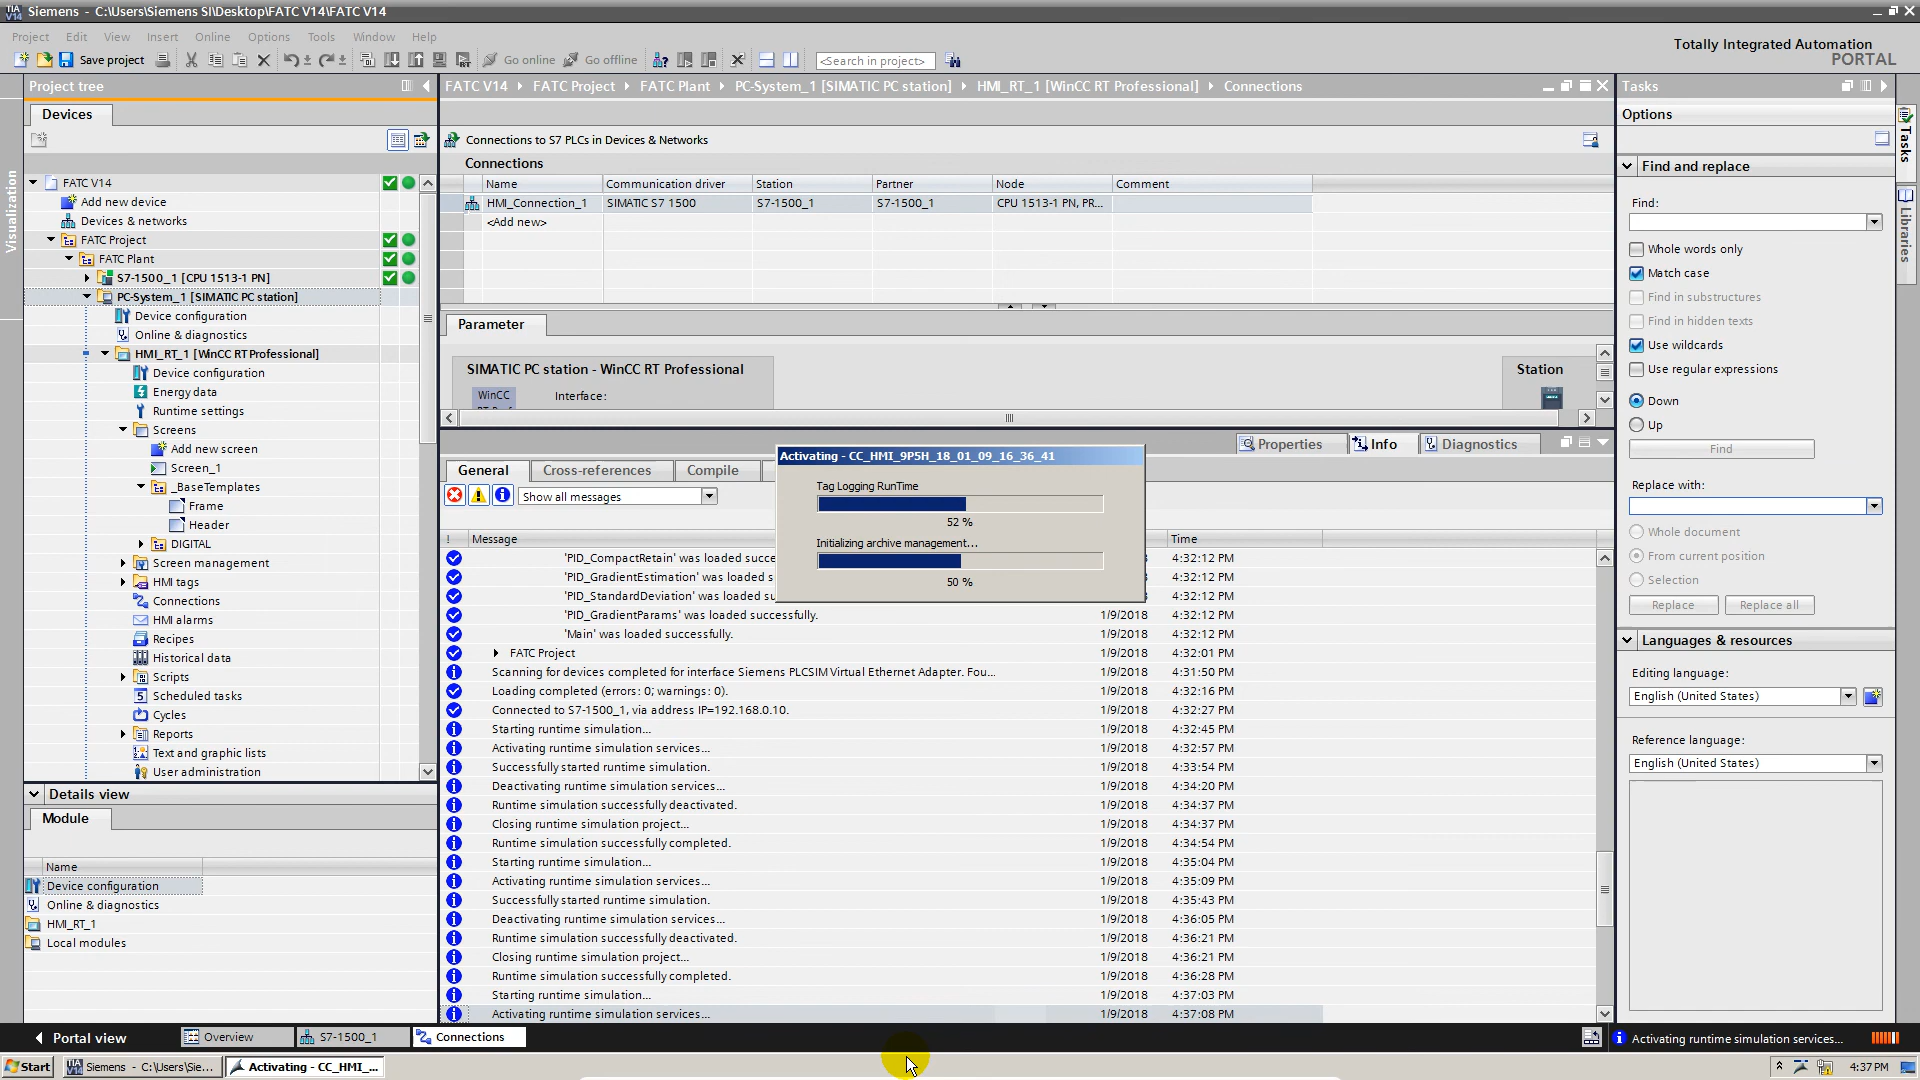 Siemens - C:\Users\Siemens SI\Desktop\FATC V14\FATC V14
Project Edit View Insert Online Options Tools Window Help
Totally Integrated Automation
PORTAL
Save project
Go online
Go offline
<Search in project>
Project tree
FATC V14 FATC Project FATC Plant PC-System_1 [SIMATIC PC station] HMI_RT_1 [WinCC RT Professional] Connections
Tasks
Devices
Options
Visualization
Tasks
Libraries
FATC V14
Add new device
Devices & networks
FATC Project
FATC Plant
S7-1500_1 [CPU 1513-1 PN]
PC-System_1 [SIMATIC PC station]
Device configuration
Online & diagnostics
HMI_RT_1 [WinCC RT Professional]
Device configuration
Energy data
Runtime settings
Screens
Add new screen
Screen_1
_BaseTemplates
Frame
Header
DIGITAL
Screen management
HMI tags
Connections
HMI alarms
Recipes
Historical data
Scripts
Scheduled tasks
Cycles
Reports
Text and graphic lists
User administration
Details view
Module
Name
Device configuration
Online & diagnostics
HMI_RT_1
Local modules
Connections to S7 PLCs in Devices & Networks
Connections
Name Communication driver Station Partner Node Comment
HMI_Connection_1 SIMATIC S7 1500 S7-1500_1 S7-1500_1 CPU 1513-1 PN, PR...
<Add new>
Parameter
SIMATIC PC station - WinCC RT Professional
Station
WinCC
Interface:
Properties Info Diagnostics
General Cross-references Compile
Show all messages
Activating - CC_HMI_9P5H_18_01_09_16_36_41
Tag Logging RunTime
52 %
Initializing archive management...
50 %
! Message Time
'PID_CompactRetain' was loaded succe 4:32:12 PM
'PID_GradientEstimation' was loaded s 4:32:12 PM
'PID_StandardDeviation' was loaded su 4:32:12 PM
'PID_GradientParams' was loaded successfully. 1/9/2018 4:32:12 PM
'Main' was loaded successfully. 1/9/2018 4:32:12 PM
FATC Project 1/9/2018 4:32:01 PM
Scanning for devices completed for interface Siemens PLCSIM Virtual Ethernet Adapter. Fou... 1/9/2018 4:31:50 PM
Loading completed (errors: 0; warnings: 0). 1/9/2018 4:32:16 PM
Connected to S7-1500_1, via address IP=192.168.0.10. 1/9/2018 4:32:27 PM
Starting runtime simulation... 1/9/2018 4:32:45 PM
Activating runtime simulation services... 1/9/2018 4:32:57 PM
Successfully started runtime simulation. 1/9/2018 4:33:54 PM
Deactivating runtime simulation services... 1/9/2018 4:34:20 PM
Runtime simulation successfully deactivated. 1/9/2018 4:34:37 PM
Closing runtime simulation project... 1/9/2018 4:34:37 PM
Runtime simulation successfully completed. 1/9/2018 4:34:54 PM
Starting runtime simulation... 1/9/2018 4:35:04 PM
Activating runtime simulation services... 1/9/2018 4:35:09 PM
Successfully started runtime simulation. 1/9/2018 4:35:43 PM
Deactivating runtime simulation services... 1/9/2018 4:36:05 PM
Runtime simulation successfully deactivated. 1/9/2018 4:36:21 PM
Closing runtime simulation project... 1/9/2018 4:36:21 PM
Runtime simulation successfully completed. 1/9/2018 4:36:28 PM
Starting runtime simulation... 1/9/2018 4:37:03 PM
Activating runtime simulation services... 1/9/2018 4:37:08 PM
Find and replace
Find:
Whole words only
Match case
Find in substructures
Find in hidden texts
Use wildcards
Use regular expressions
Down
Up
Find
Replace with:
Whole document
From current position
Selection
Replace Replace all
Languages & resources
Editing language:
English (United States)
Reference language:
English (United States)
Portal view Overview S7-1500_1 Connections
Activating runtime simulation services...
Start Siemens - C:\Users\Sie... Activating - CC_HMI_... 4:37 PM